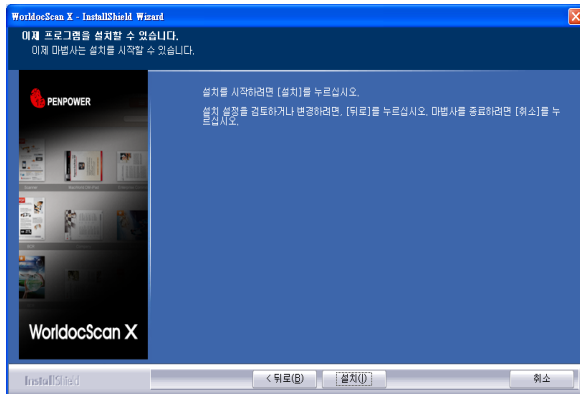 WorldocScan X - InstallShield Wizard
이제 프로그램을 설치할 수 있습니다.
이제 마법사는 설치를 시작할 수 있습니다.
PENPOWER
설치를 시작하려면 [설치]를 누르십시오.
설치 설정을 검토하거나 변경하려면, [뒤로]를 누르십시오. 마법사를 종료하려면 [취소]를 누
르십시오.
WorldocScan X
InstallShield
< 뒤로(B)
설치(I)
취소